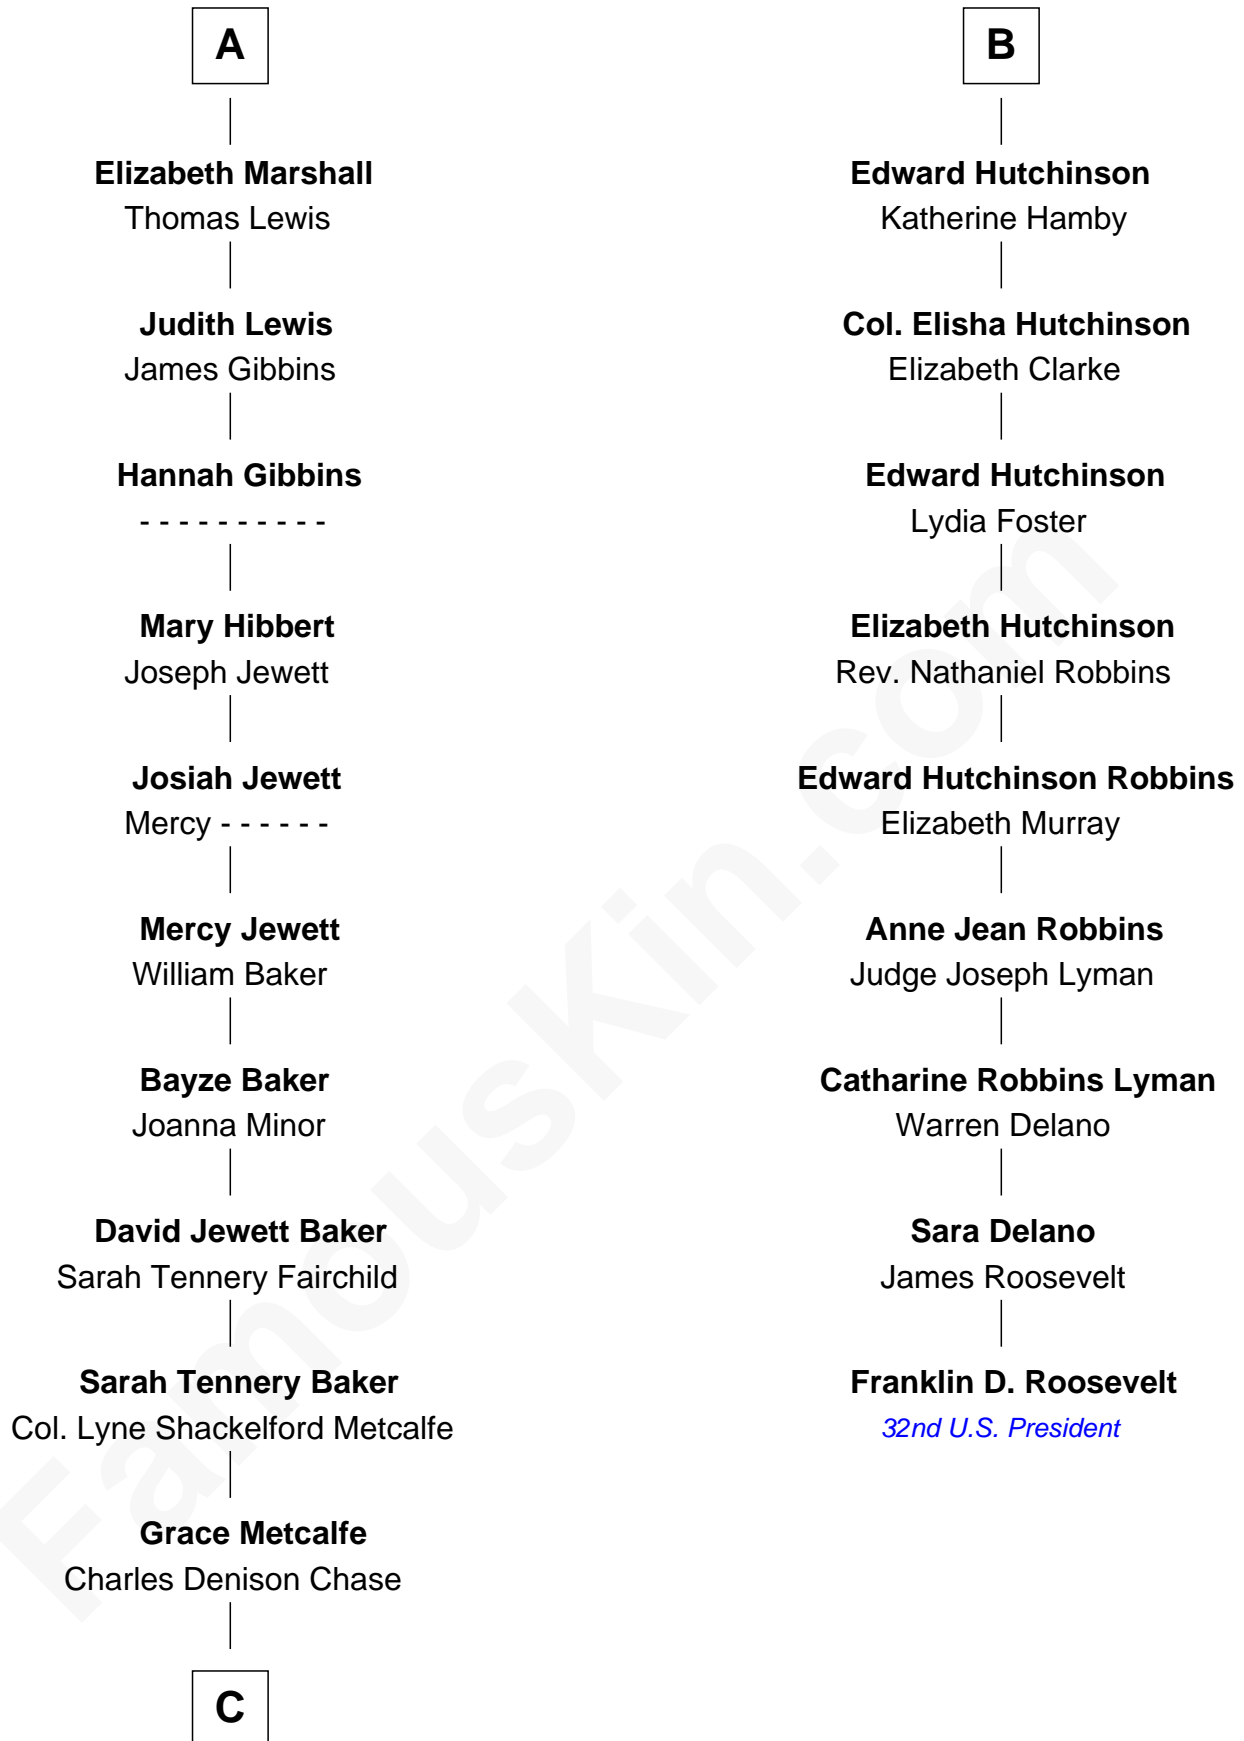 A
Elizabeth Marshall
Thomas Lewis
Judith Lewis
James Gibbins
Hannah Gibbins
- - - - - - - - - -
Mary Hibbert
Joseph Jewett
Josiah Jewett
Mercy - - - - - -
Mercy Jewett
William Baker
Bayze Baker
Joanna Minor
David Jewett Baker
Sarah Tennery Fairchild
Sarah Tennery Baker
Col. Lyne Shackelford Metcalfe
Grace Metcalfe
Charles Denison Chase
C
B
Edward Hutchinson
Katherine Hamby
Col. Elisha Hutchinson
Elizabeth Clarke
Edward Hutchinson
Lydia Foster
Elizabeth Hutchinson
Rev. Nathaniel Robbins
Edward Hutchinson Robbins
Elizabeth Murray
Anne Jean Robbins
Judge Joseph Lyman
Catharine Robbins Lyman
Warren Delano
Sara Delano
James Roosevelt
Franklin D. Roosevelt
32nd U.S. President
FamousKin.com